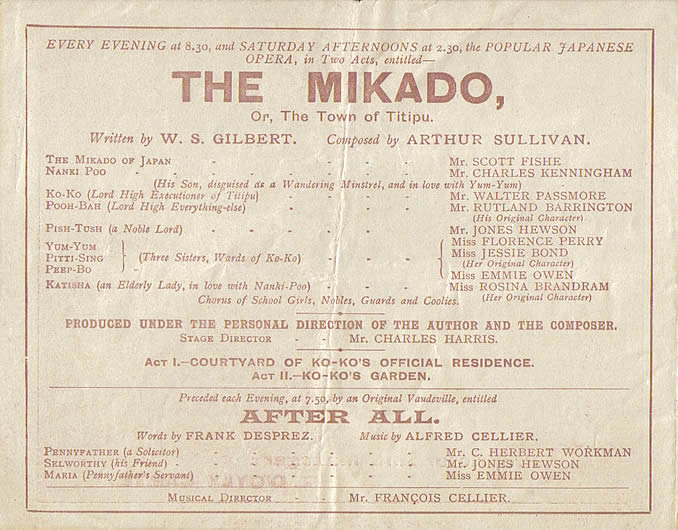 EVERY EVENING at 8.30, and SATURDAY AFTERNOONS at 2.30, the POPULAR JAPANESE
OPERA, in Two Acts, entitled—
THE MIKADO,
Or, The Town of Titipu.
Written by W. S. GILBERT. Composed by ARTHUR SULLIVAN.
THE MIKADO OF JAPAN - - - - Mr. SCOTT FISHE
NANKI POO - - - - - - - Mr. CHARLES KENNINGHAM
(His Son, disguised as a Wandering Minstrel, and in love with Yum-Yum)
KO-KO (Lord High Executioner of Titipu) - - - Mr. WALTER PASSMORE
POOH-BAH (Lord High Everything-else) - - - - Mr. RUTLAND BARRINGTON
(His Original Character)
PISH-TUSH (a Noble Lord) - - - - - - Mr. JONES HEWSON
YUM-YUM Miss FLORENCE PERRY
PITTI-SING (Three Sisters, Wards of Ko-Ko) - - - Miss JESSIE BOND
(Her Original Character)
PEEP-BO Miss EMMIE OWEN
KATISHA (an Elderly Lady, in love with Nanki-Poo) - - - Miss ROSINA BRANDRAM
(Her Original Character)
Chorus of School Girls, Nobles, Guards and Coolies.
PRODUCED UNDER THE PERSONAL DIRECTION OF THE AUTHOR AND THE COMPOSER.
STAGE DIRECTOR - - Mr. CHARLES HARRIS.
ACT I.—COURTYARD OF KO-KO'S OFFICIAL RESIDENCE.
ACT II.—KO-KO'S GARDEN.
Preceded each Evening, at 7.50, by an Original Vaudeville, entitled
AFTER ALL.
Words by FRANK DESPREZ. Music by ALFRED CELLIER.
PENNYFATHER (a Solicitor) - - - - - - Mr. C. HERBERT WORKMAN
SELWORTHY (his Friend) - - - - - - Mr. JONES HEWSON
MARIA (Pennyfather's Servant) - - - - - Miss EMMIE OWEN
MUSICAL DIRECTOR - - - Mr. FRANÇOIS CELLIER.